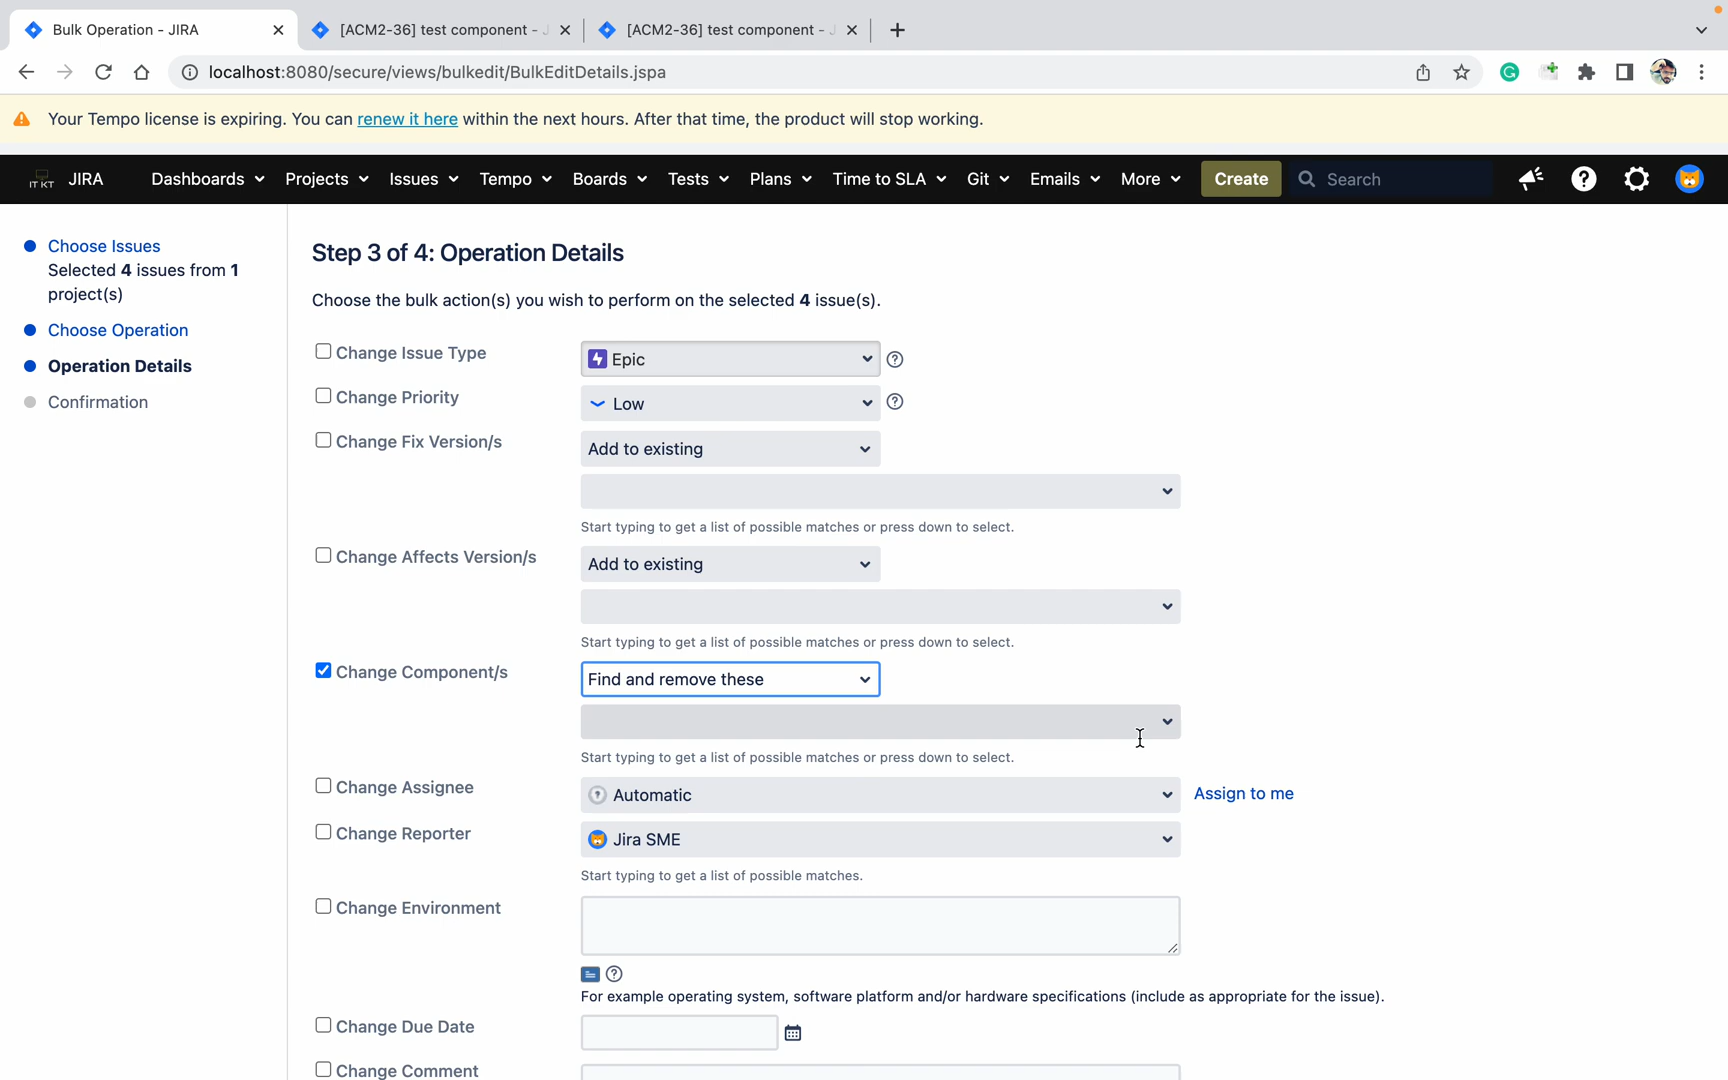 Bulk Operation - JIRA
[ACM2-36] test component - J
[ACM2-36] test component - J
localhost:8080/secure/views/bulkedit/BulkEditDetails.jspa
Your Tempo license is expiring. You can renew it here within the next hours. After that time, the product will stop working.
IT KT JIRA Dashboards Projects Issues Tempo Boards Tests Plans Time to SLA Git Emails More Create Search
Choose Issues
Selected 4 issues from 1
project(s)
Choose Operation
Operation Details
Confirmation
Step 3 of 4: Operation Details
Choose the bulk action(s) you wish to perform on the selected 4 issue(s).
Change Issue Type Epic
Change Priority Low
Change Fix Version/s Add to existing
Start typing to get a list of possible matches or press down to select.
Change Affects Version/s Add to existing
Start typing to get a list of possible matches or press down to select.
Change Component/s Find and remove these
Start typing to get a list of possible matches or press down to select.
Change Assignee Automatic Assign to me
Change Reporter Jira SME
Start typing to get a list of possible matches.
Change Environment
For example operating system, software platform and/or hardware specifications (include as appropriate for the issue).
Change Due Date
Change Comment